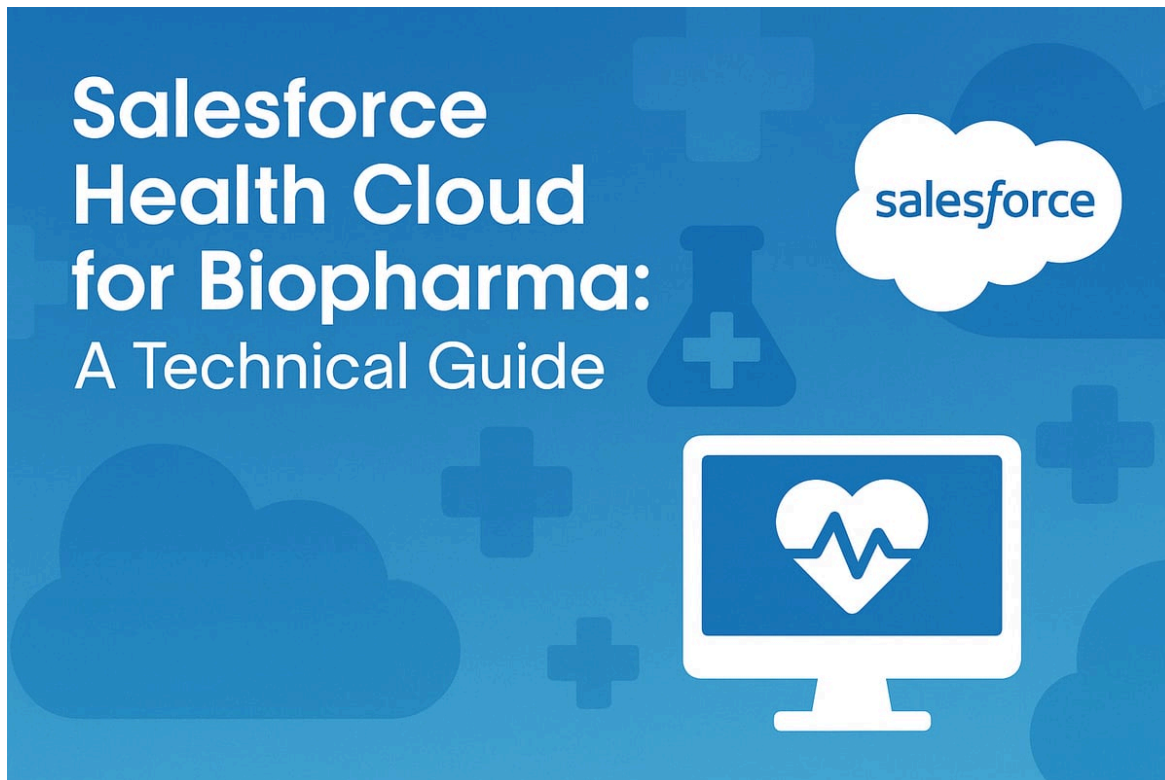 Salesforce
Health Cloud
for Biopharma:
A Technical Guide
salesforce